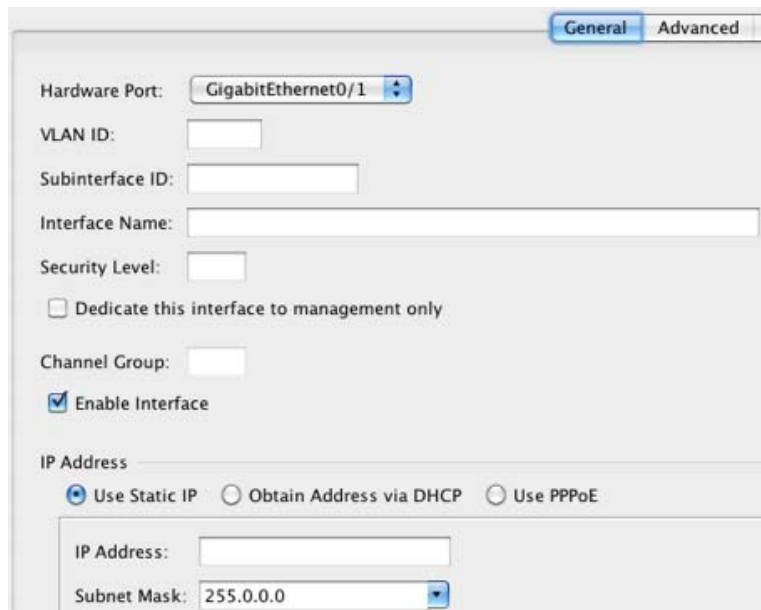 General Advanced
Hardware Port: GigabitEthernet0/1
VLAN ID:
Subinterface ID:
Interface Name:
Security Level:
Dedicate this interface to management only
Channel Group:
Enable Interface
IP Address
Use Static IP Obtain Address via DHCP Use PPPoE
IP Address:
Subnet Mask: 255.0.0.0